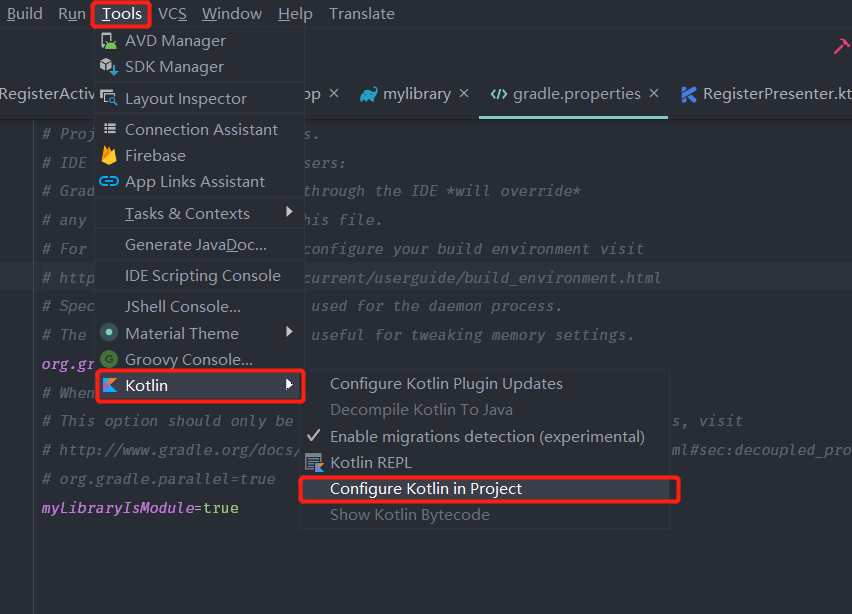 Build Run Tools VCS Window Help Translate
AVD Manager
SDK Manager
RegisterActiv
Layout Inspector
op × mylibrary × gradle.properties × RegisterPresenter.kt
Connection Assistant
# Proj s.
Firebase
# IDE sers:
App Links Assistant
# Grad through the IDE *will override*
Tasks & Contexts
# any his file.
Generate JavaDoc...
# For configure your build environment visit
IDE Scripting Console
# http current/userguide/build_environment.html
JShell Console...
# Spec used for the daemon process.
Material Theme
# The useful for tweaking memory settings.
Groovy Console...
org.gr
Kotlin
# When
Configure Kotlin Plugin Updates
Decompile Kotlin To Java
# This option should only be s, visit
Enable migrations detection (experimental)
# http://www.gradle.org/docs/ ml#sec:decoupled_pro
Kotlin REPL
# org.gradle.parallel=true
Configure Kotlin in Project
myLibraryIsModule=true
Show Kotlin Bytecode